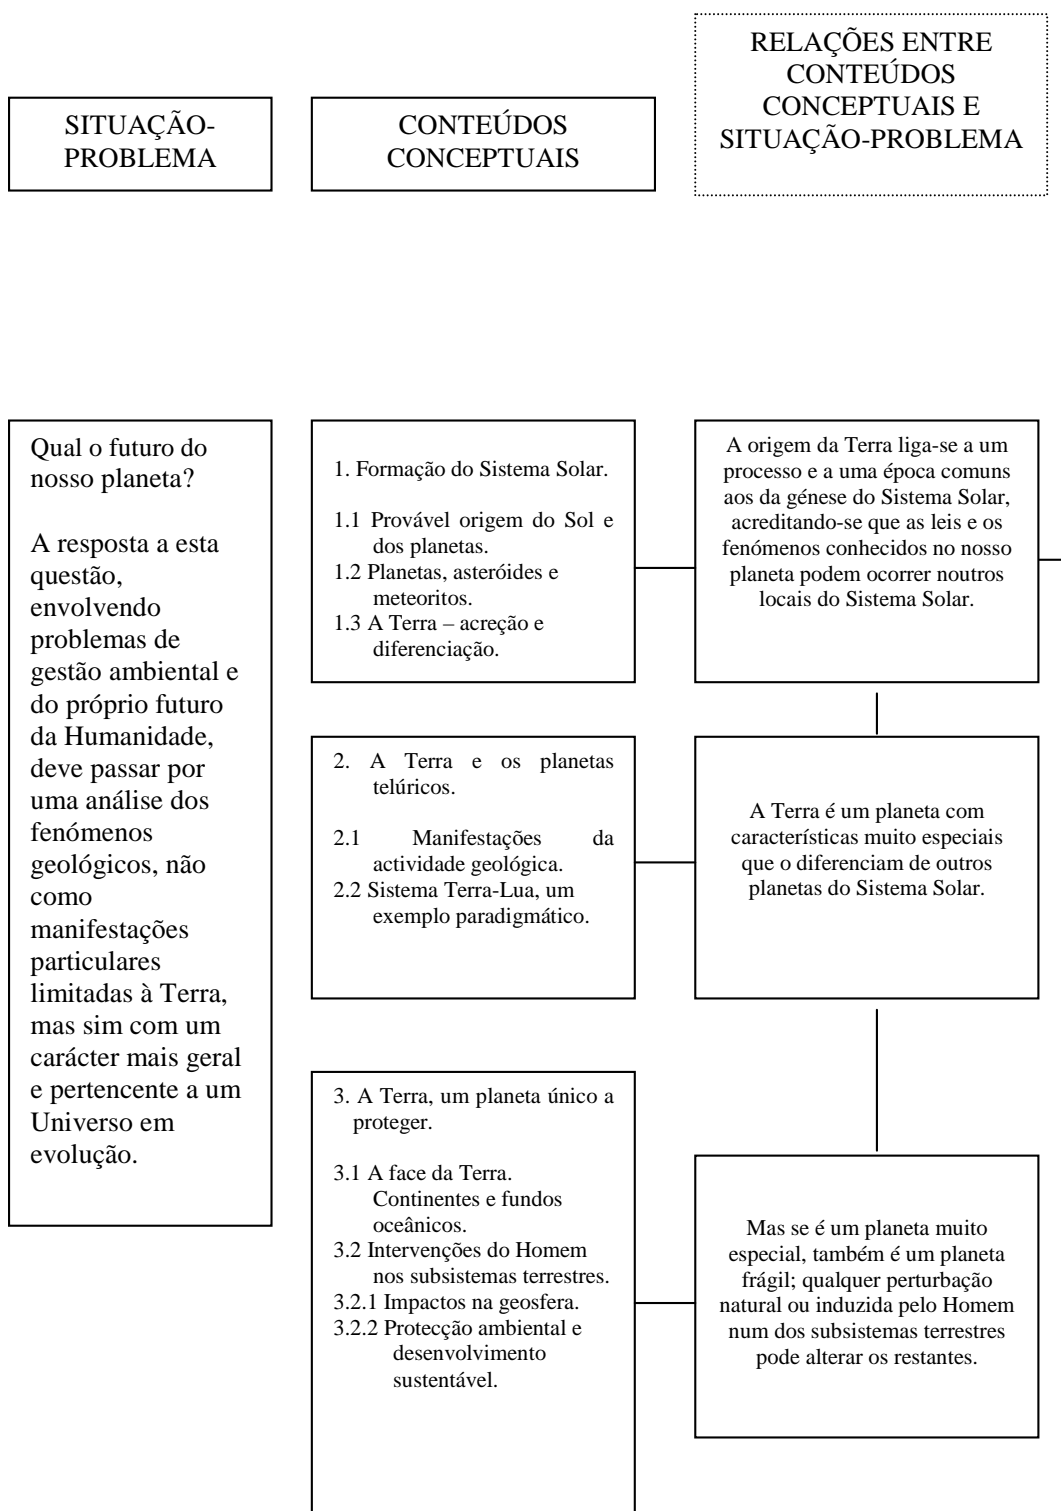 SITUAÇÃO-
PROBLEMA
CONTEÚDOS
CONCEPTUAIS
RELAÇÕES ENTRE
CONTEÚDOS
CONCEPTUAIS E
SITUAÇÃO-PROBLEMA
Qual o futuro do
nosso planeta?
A resposta a esta
questão,
envolvendo
problemas de
gestão ambiental e
do próprio futuro
da Humanidade,
deve passar por
uma análise dos
fenómenos
geológicos, não
como
manifestações
particulares
limitadas à Terra,
mas sim com um
carácter mais geral
e pertencente a um
Universo em
evolução.
1. Formação do Sistema Solar.
1.1 Provável origem do Sol e
dos planetas.
1.2 Planetas, asteróides e
meteoritos.
1.3 A Terra – acreção e
diferenciação.
A origem da Terra liga-se a um
processo e a uma época comuns
aos da génese do Sistema Solar,
acreditando-se que as leis e os
fenómenos conhecidos no nosso
planeta podem ocorrer noutros
locais do Sistema Solar.
2. A Terra e os planetas
telúricos.
2.1 Manifestações da
actividade geológica.
2.2 Sistema Terra-Lua, um
exemplo paradigmático.
A Terra é um planeta com
características muito especiais
que o diferenciam de outros
planetas do Sistema Solar.
3. A Terra, um planeta único a
proteger.
3.1 A face da Terra.
Continentes e fundos
oceânicos.
3.2 Intervenções do Homem
nos subsistemas terrestres.
3.2.1 Impactos na geosfera.
3.2.2 Protecção ambiental e
desenvolvimento
sustentável.
Mas se é um planeta muito
especial, também é um planeta
frágil; qualquer perturbação
natural ou induzida pelo Homem
num dos subsistemas terrestres
pode alterar os restantes.